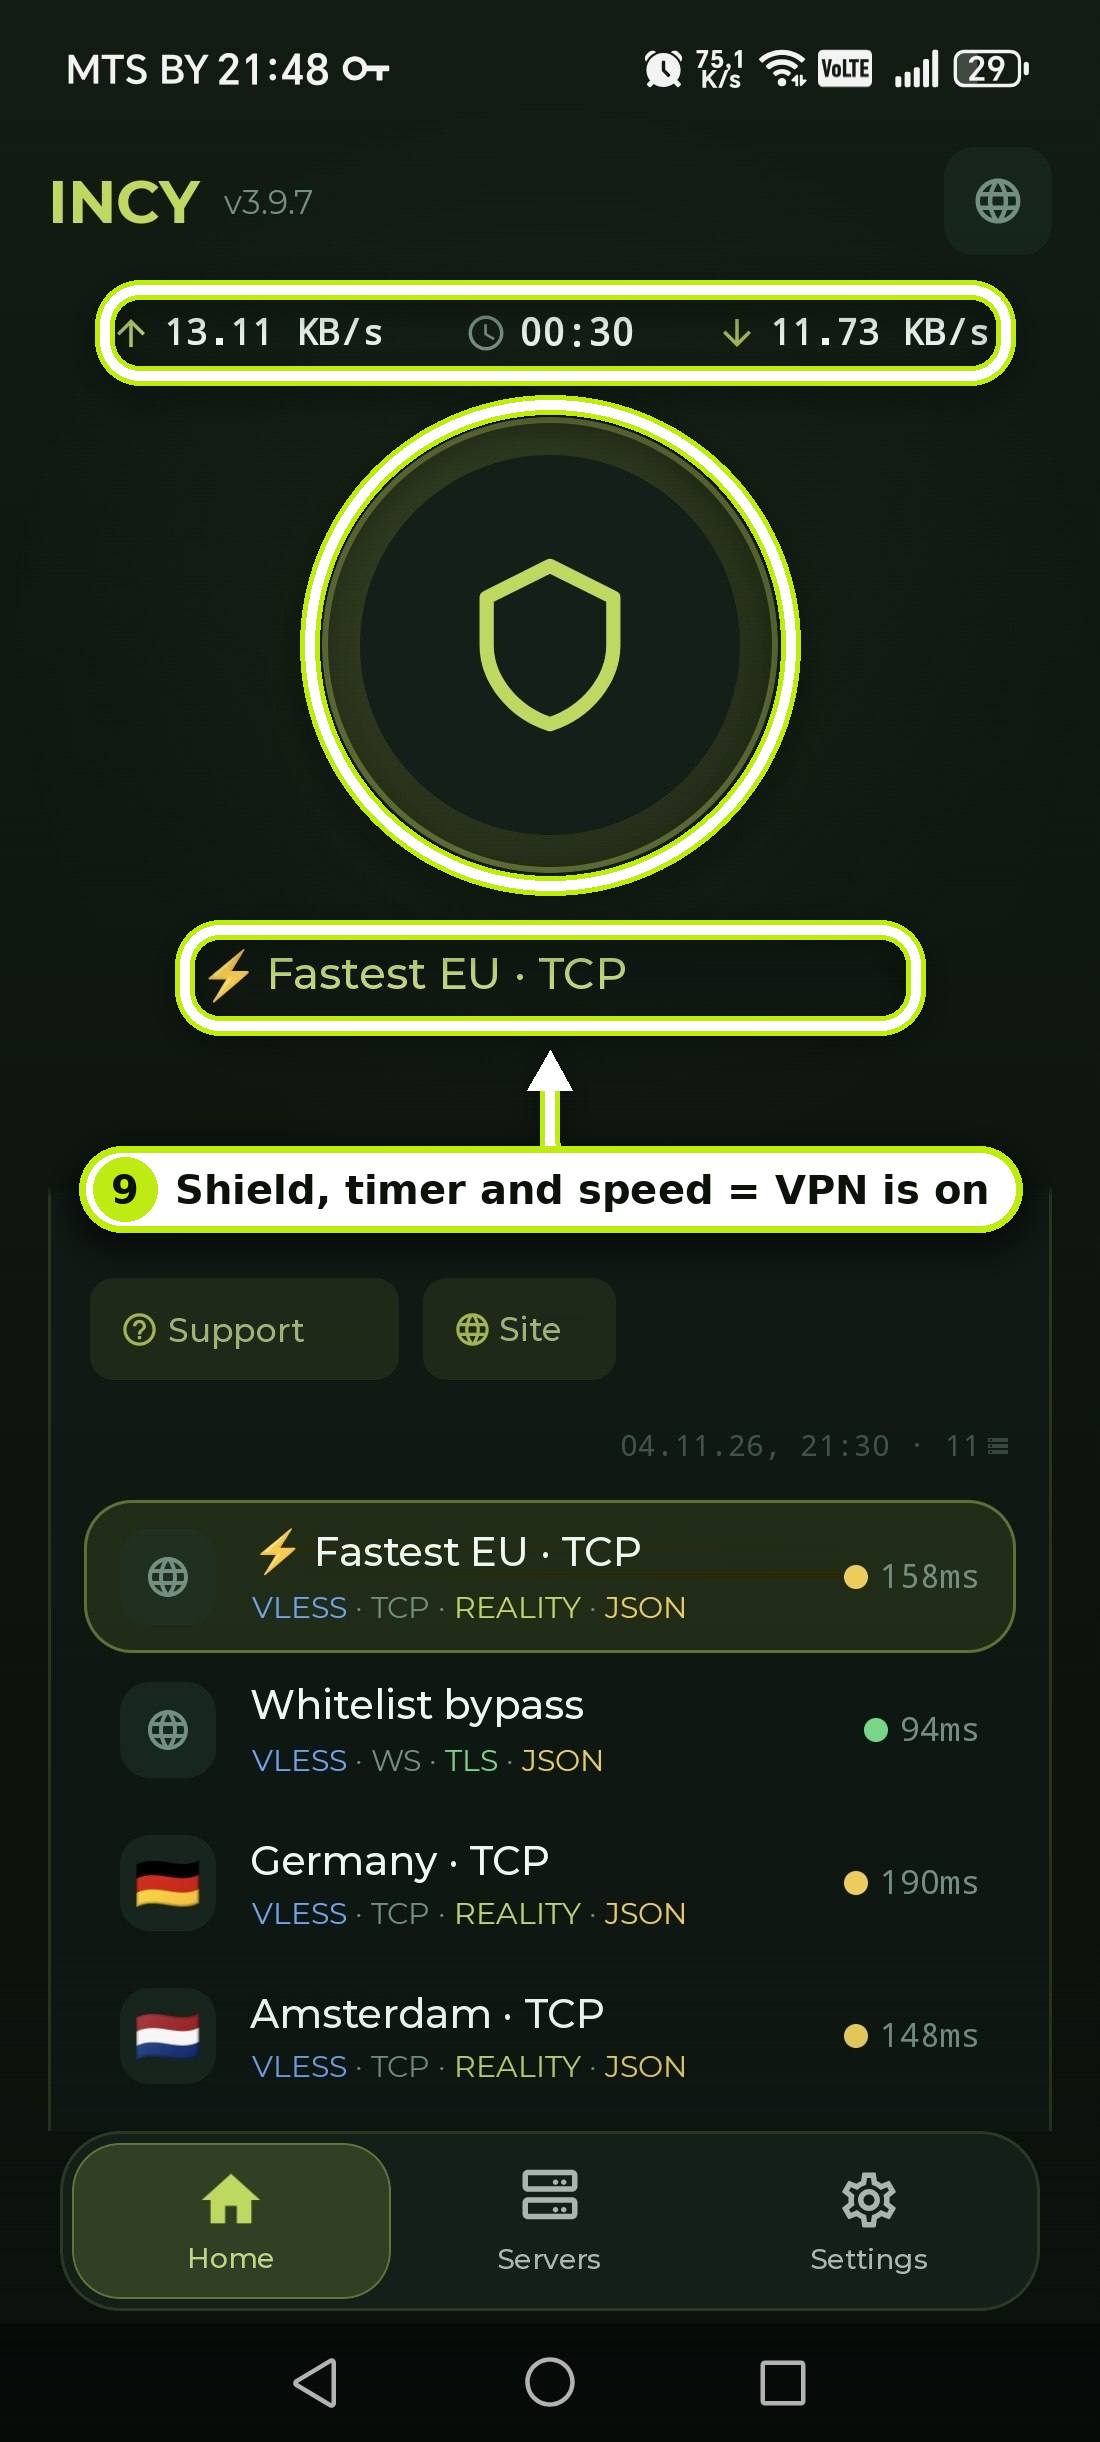 MTS BY 21:48 75,1 K/s VoLTE 29
INCY v3.9.7
13.11 KB/s 00:30 11.73 KB/s
⚡ Fastest EU · TCP
9 Shield, timer and speed = VPN is on
Support Site
04.11.26, 21:30 · 11
⚡ Fastest EU · TCP
VLESS · TCP · REALITY · JSON
158ms
Whitelist bypass
VLESS · WS · TLS · JSON
94ms
Germany · TCP
VLESS · TCP · REALITY · JSON
190ms
Amsterdam · TCP
VLESS · TCP · REALITY · JSON
148ms
Home Servers Settings